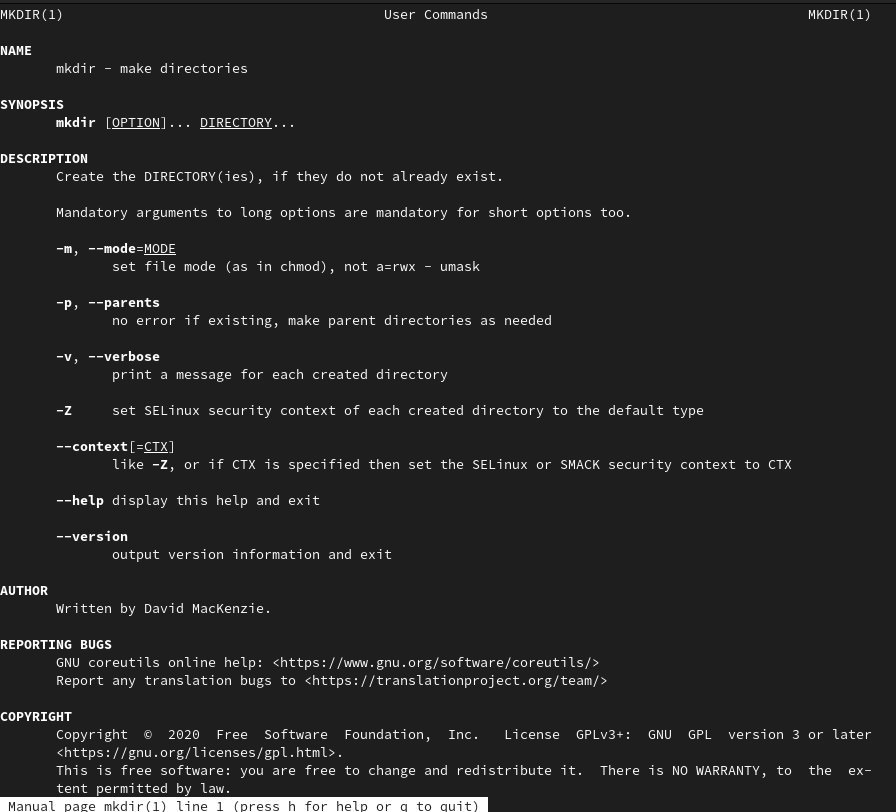 MKDIR(1) User Commands MKDIR(1)
NAME
mkdir - make directories
SYNOPSIS
mkdir [OPTION]... DIRECTORY...
DESCRIPTION
Create the DIRECTORY(ies), if they do not already exist.
Mandatory arguments to long options are mandatory for short options too.
-m, --mode=MODE
set file mode (as in chmod), not a=rwx - umask
-p, --parents
no error if existing, make parent directories as needed
-v, --verbose
print a message for each created directory
-Z set SELinux security context of each created directory to the default type
--context[=CTX]
like -Z, or if CTX is specified then set the SELinux or SMACK security context to CTX
--help display this help and exit
--version
output version information and exit
AUTHOR
Written by David MacKenzie.
REPORTING BUGS
GNU coreutils online help: <https://www.gnu.org/software/coreutils/>
Report any translation bugs to <https://translationproject.org/team/>
COPYRIGHT
Copyright © 2020 Free Software Foundation, Inc. License GPLv3+: GNU GPL version 3 or later
<https://gnu.org/licenses/gpl.html>.
This is free software: you are free to change and redistribute it. There is NO WARRANTY, to the ex-
tent permitted by law.
Manual page mkdir(1) line 1 (press h for help or q to quit)